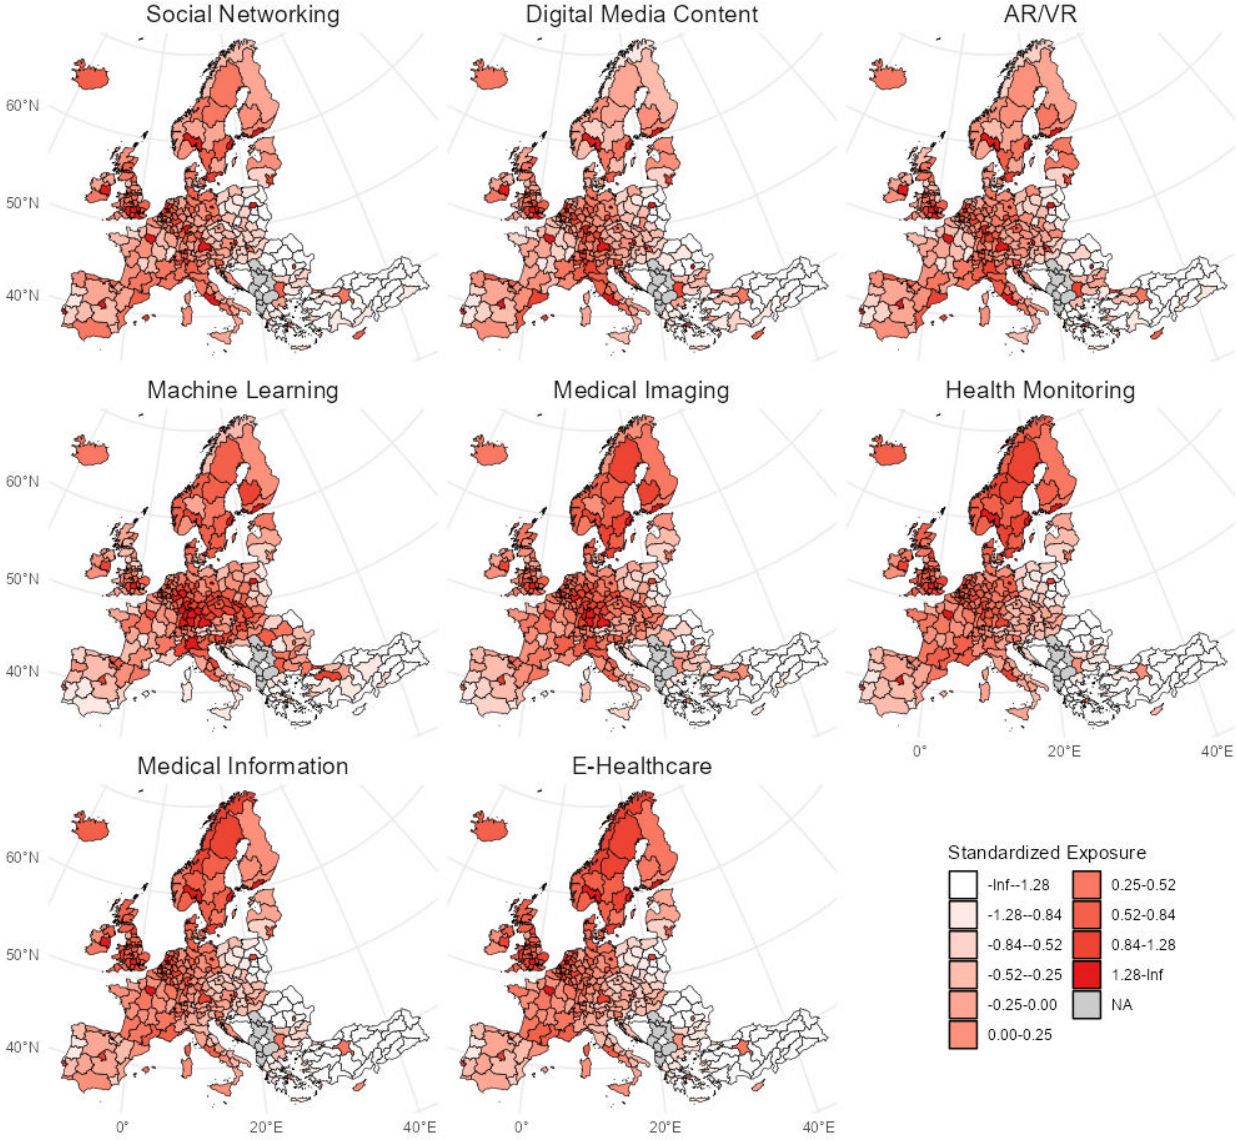 Social Networking
Digital Media Content
AR/VR
60°N
50°N
40°N
Machine Learning
Medical Imaging
Health Monitoring
60°N
50°N
40°N
0°
20°E
40°E
Medical Information
E-Healthcare
60°N
50°N
40°N
0°
20°E
40°E
0°
20°E
40°E
Standardized Exposure
-Inf--1.28
-1.28--0.84
-0.84--0.52
-0.52--0.25
-0.25-0.00
0.00-0.25
0.25-0.52
0.52-0.84
0.84-1.28
1.28-Inf
NA